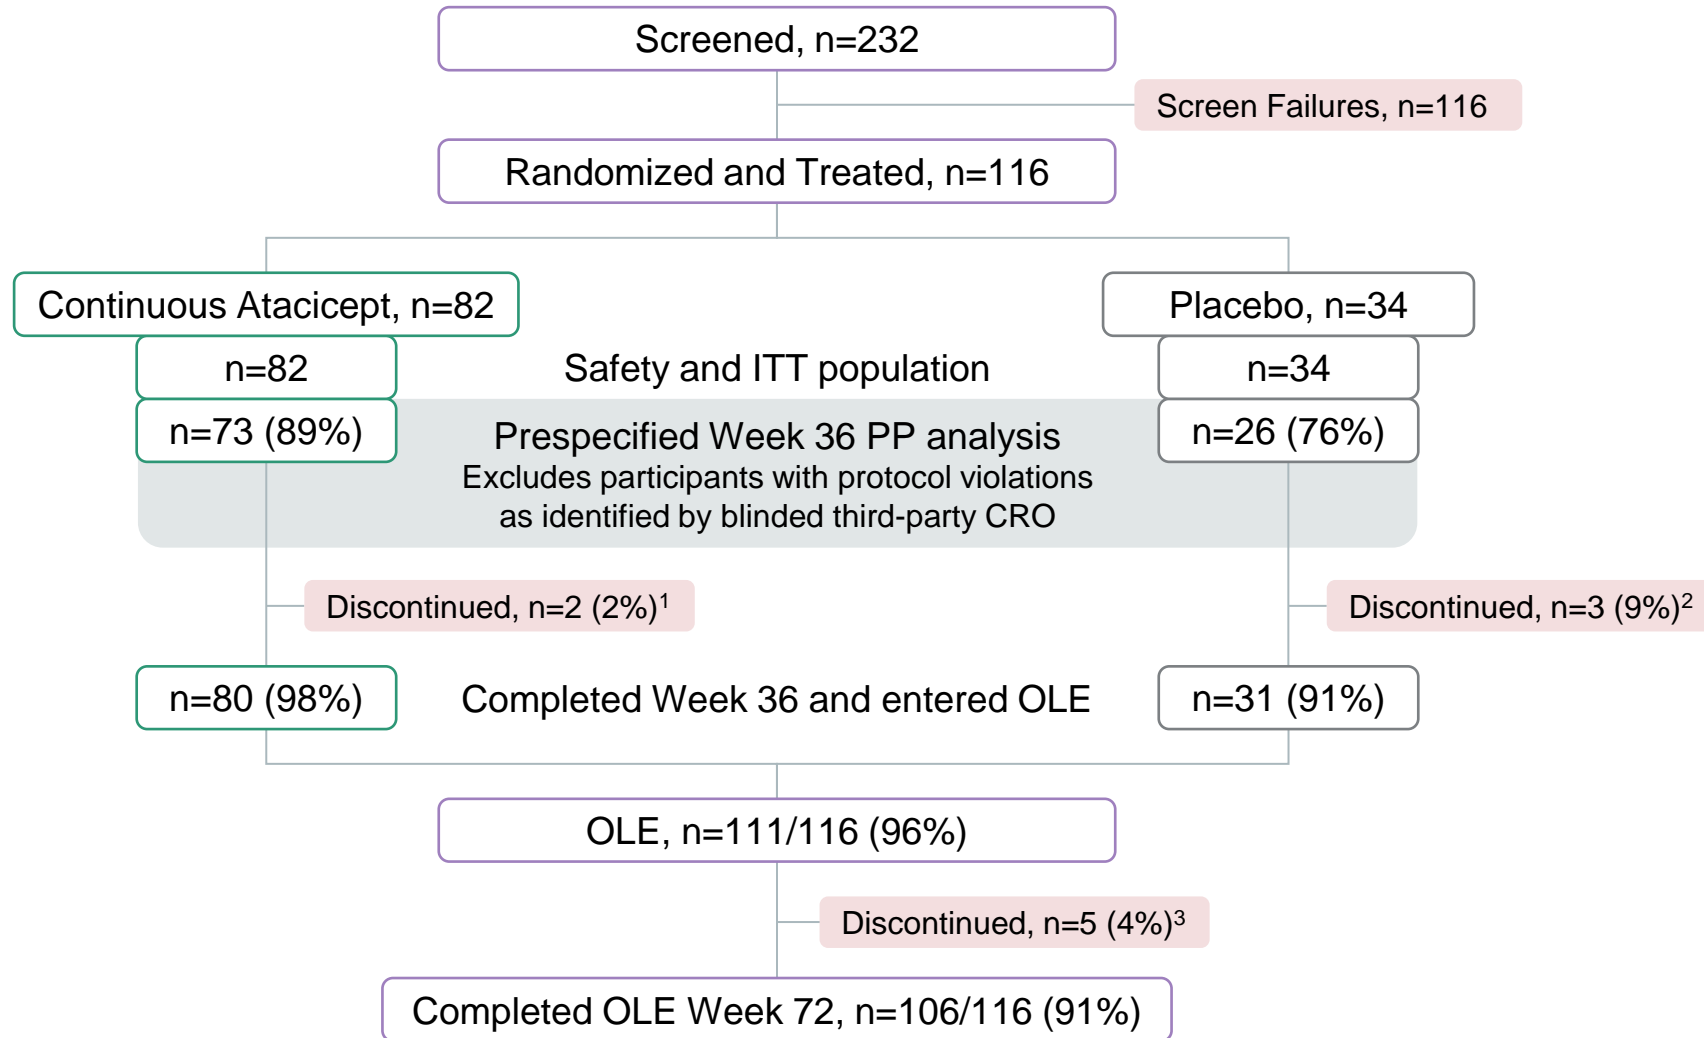 Screened, n=232
Screen Failures, n=116
Randomized and Treated, n=116
Continuous Atacicept, n=82
Placebo, n=34
n=82
Safety and ITT population
n=34
n=73 (89%)
Prespecified Week 36 PP analysis
n=26 (76%)
Excludes participants with protocol violations
as identified by blinded third-party CRO
Discontinued, n=2 (2%)¹
Discontinued, n=3 (9%)²
n=80 (98%)
Completed Week 36 and entered OLE
n=31 (91%)
OLE, n=111/116 (96%)
Discontinued, n=5 (4%)³
Completed OLE Week 72, n=106/116 (91%)